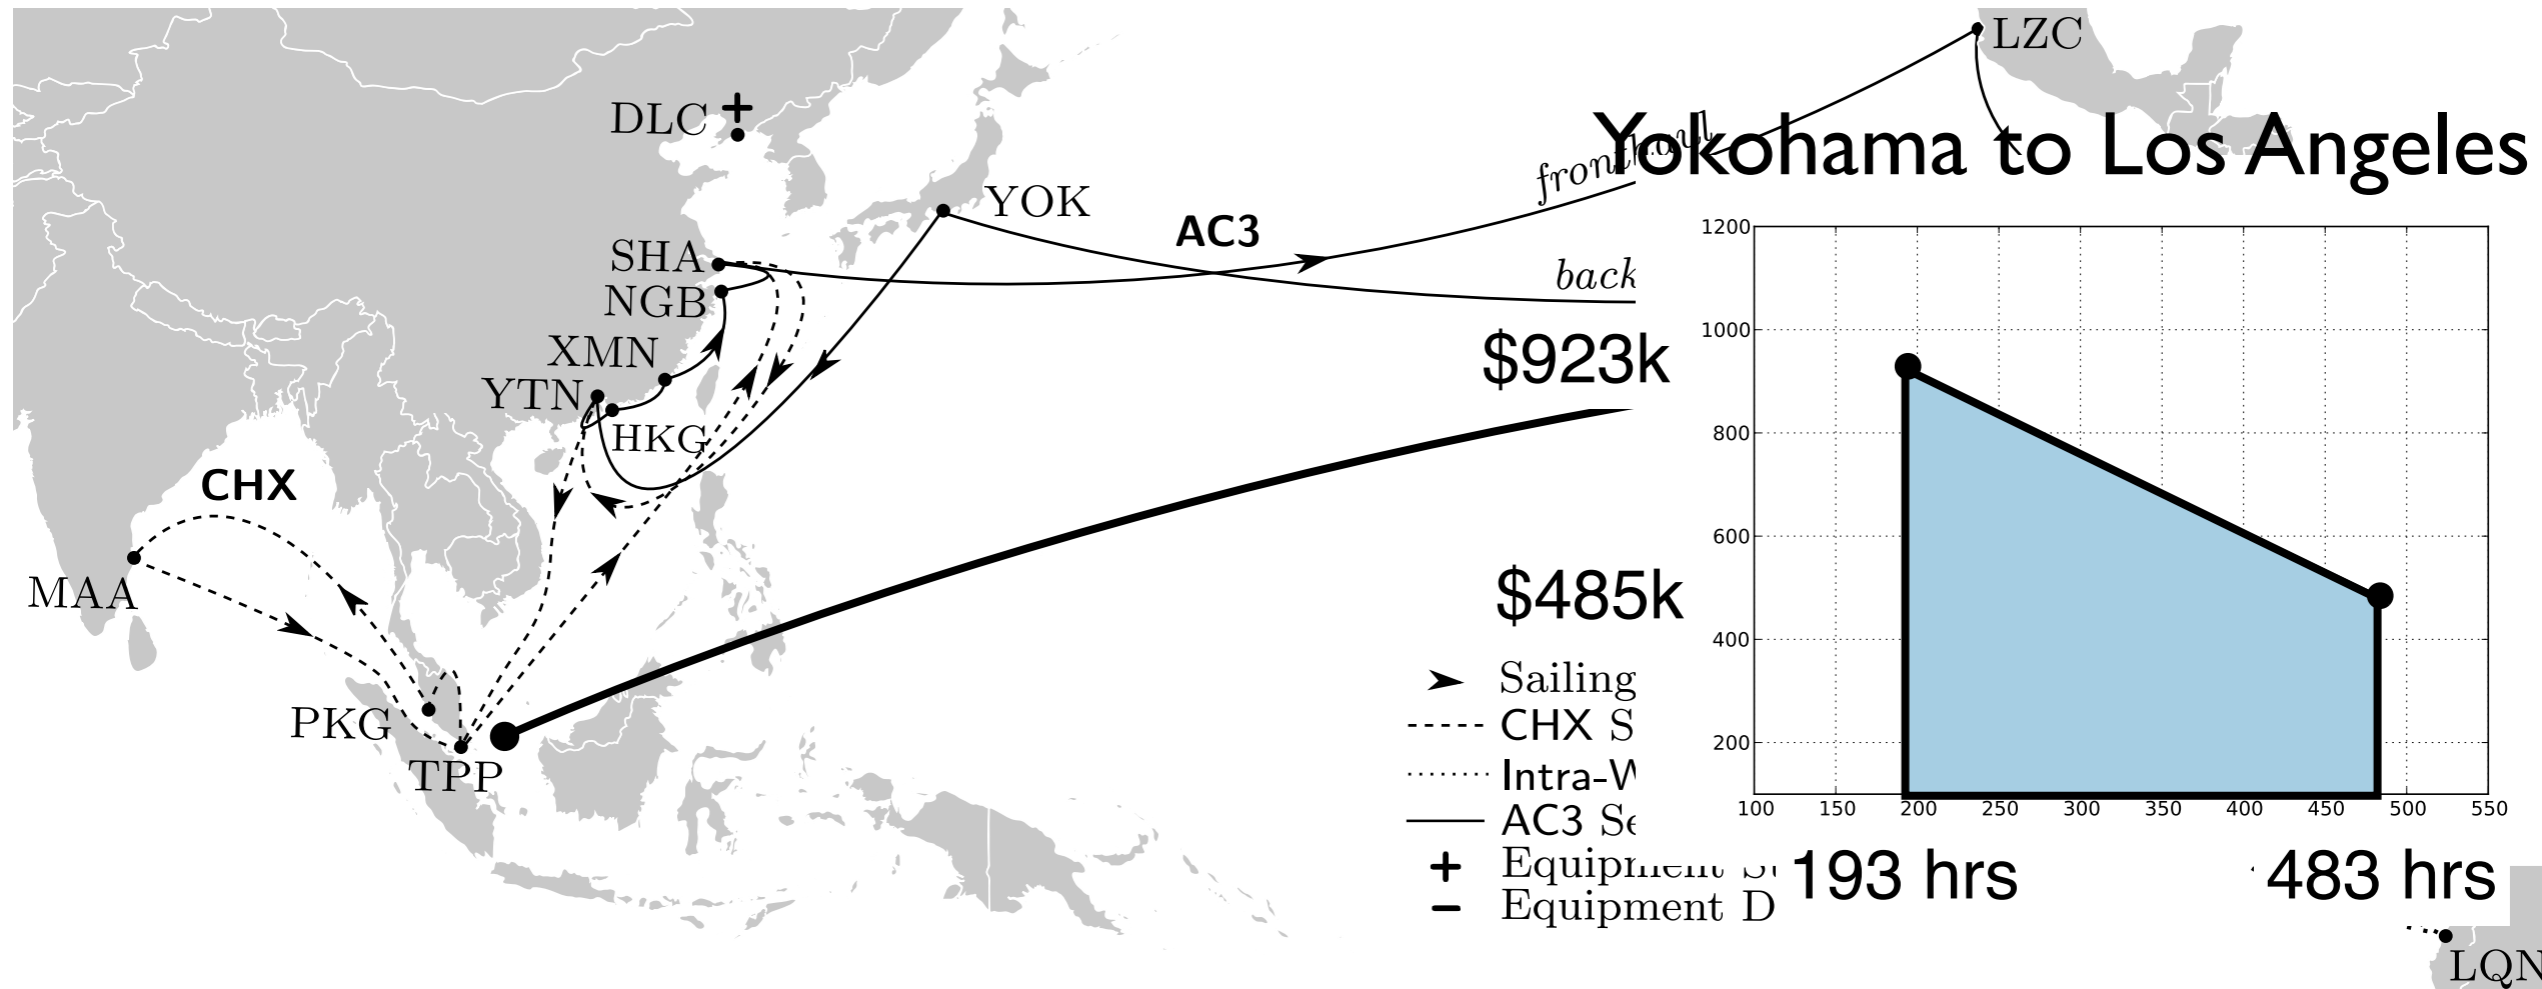 LZC
DLC
Yokohama to Los Angeles
YOK
AC3
SHA
back
NGB
XMN
$923k
YTN
HKG
CHX
MAA
$485k
PKG
TPP
Sailing
CHX S
Intra-
AC3 Se
Equipment
Equipment D
1200
1000
800
600
400
200
100 150 200 250 300 350 400 450 500 550
193 hrs 483 hrs
LQN